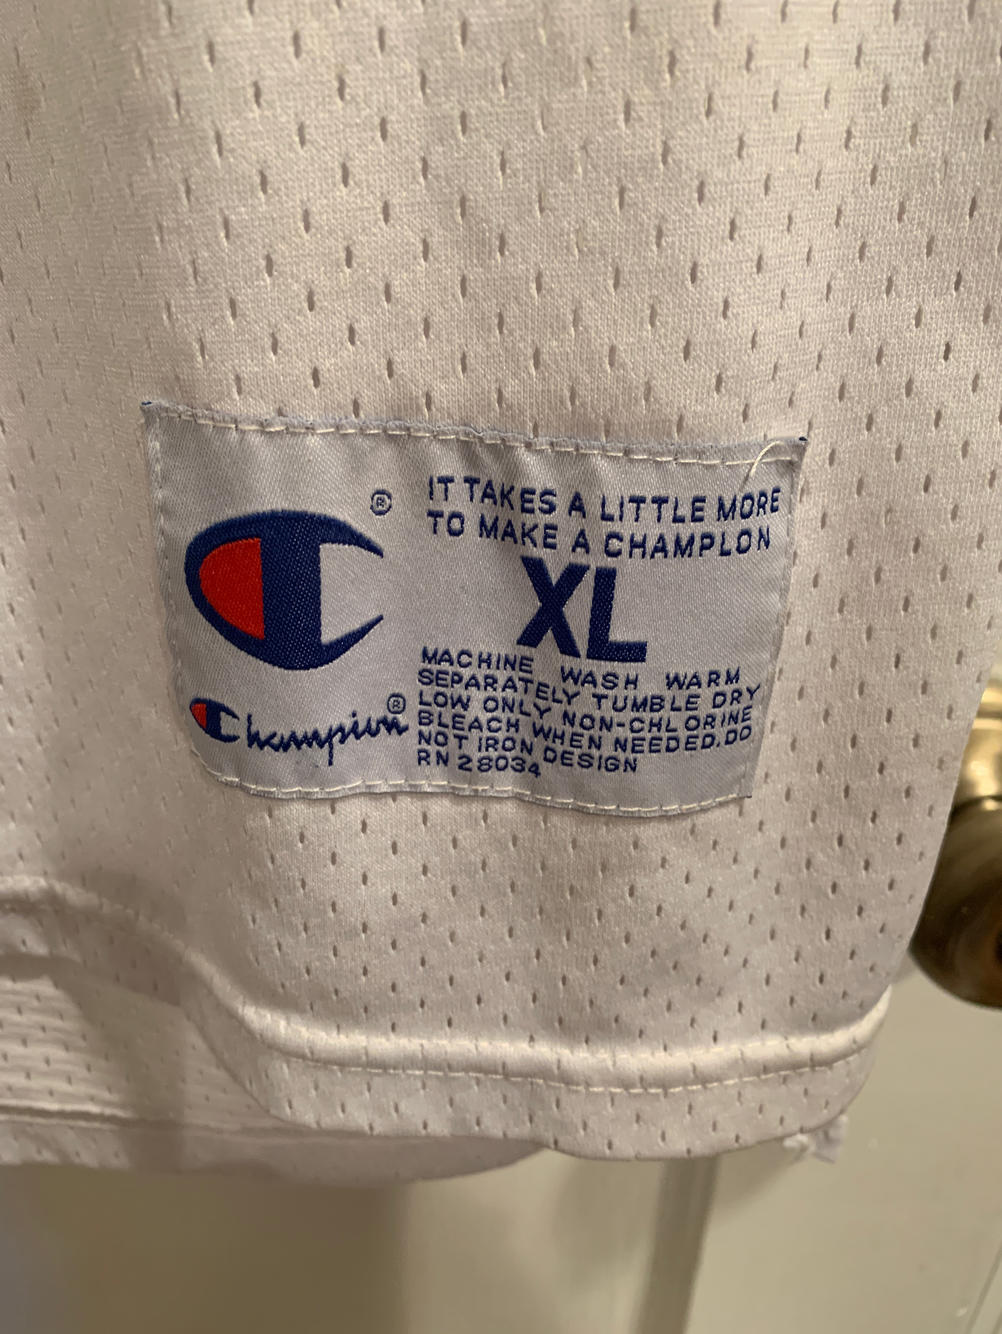 ®
IT TAKES A LITTLE MORE
TO MAKE A CHAMPLON
XL
MACHINE WASH WARM
SEPARATELY TUMBLE DRY
LOW ONLY NON-CHLORINE
BLEACH WHEN NEEDED.DO
NOT IRON DESIGN
RN 28034
Champion®